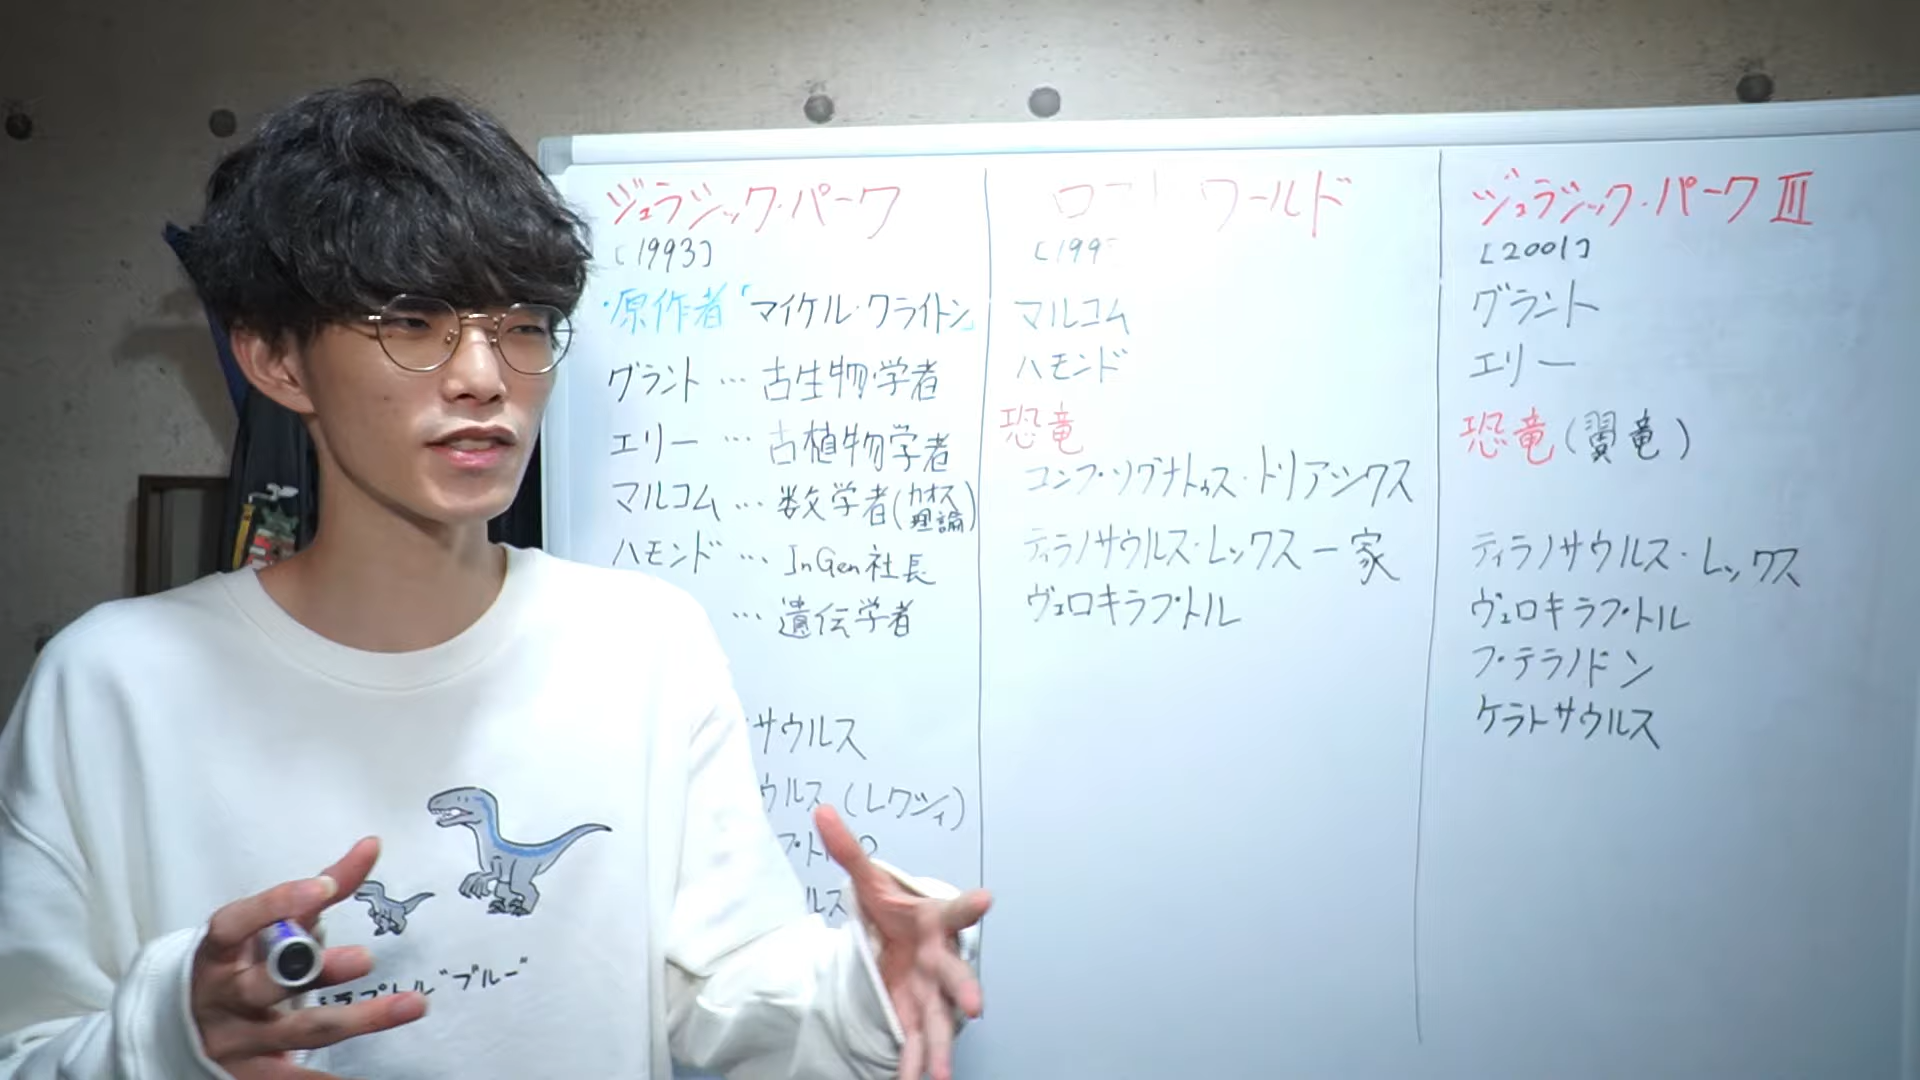 ジュラシック・パーク
[1993]
・原作者「マイケル・クライトン」
グラント … 古生物学者
エリー … 古植物学者
マルコム … 数学者(カオス理論)
ハモンド … InGen社長
… 遺伝学者
サウルス
ウルス (レクシィ)
ルス
ワールド
[199
マルコム
ハモンド
恐竜
コンプソグナトゥス・トリアシクス
ティラノサウルス・レックス一家
ヴェロキラプトル
ジュラシック・パークIII
[2001]
グラント
エリー
恐竜(翼竜)
ティラノサウルス・レックス
ヴェロキラプトル
プテラノドン
ケラトサウルス
ラプトル"ブルー"